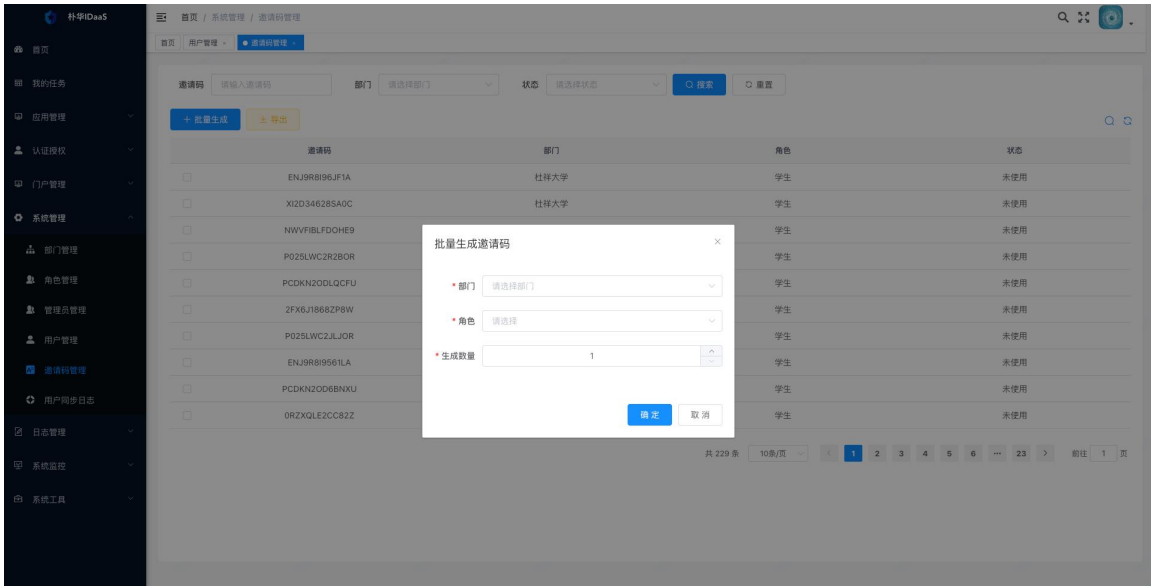 朴华IDaaS
首页 / 系统管理 / 邀请码管理
首页
首页 用户管理 × ● 邀请码管理 ×
我的任务
应用管理
认证授权
门户管理
系统管理
部门管理
角色管理
管理员管理
用户管理
邀请码管理
用户同步日志
日志管理
系统监控
系统工具
邀请码 请输入邀请码 部门 请选择部门 状态 请选择状态 搜索 重置
+ 批量生成 导出
邀请码 部门 角色 状态
ENJ9R8I96JF1A 杜样大学 学生 未使用
XI2D346285A0C 杜样大学 学生 未使用
NWVFIBLFDOHE9 学生 未使用
P025LWC2R2BOR 学生 未使用
PCDKN2ODLQCFU 学生 未使用
2FX6J1868ZP8W 学生 未使用
P025LWC2JLJOR 学生 未使用
ENJ9R8I9561LA 学生 未使用
PCDKN2OD6BNXU 学生 未使用
0RZXQLE2CC82Z 学生 未使用
批量生成邀请码 ×
* 部门 请选择部门
* 角色 请选择
* 生成数量 1
确定 取消
共 229 条 10条/页 < 1 2 3 4 5 6 ··· 23 > 前往 1 页